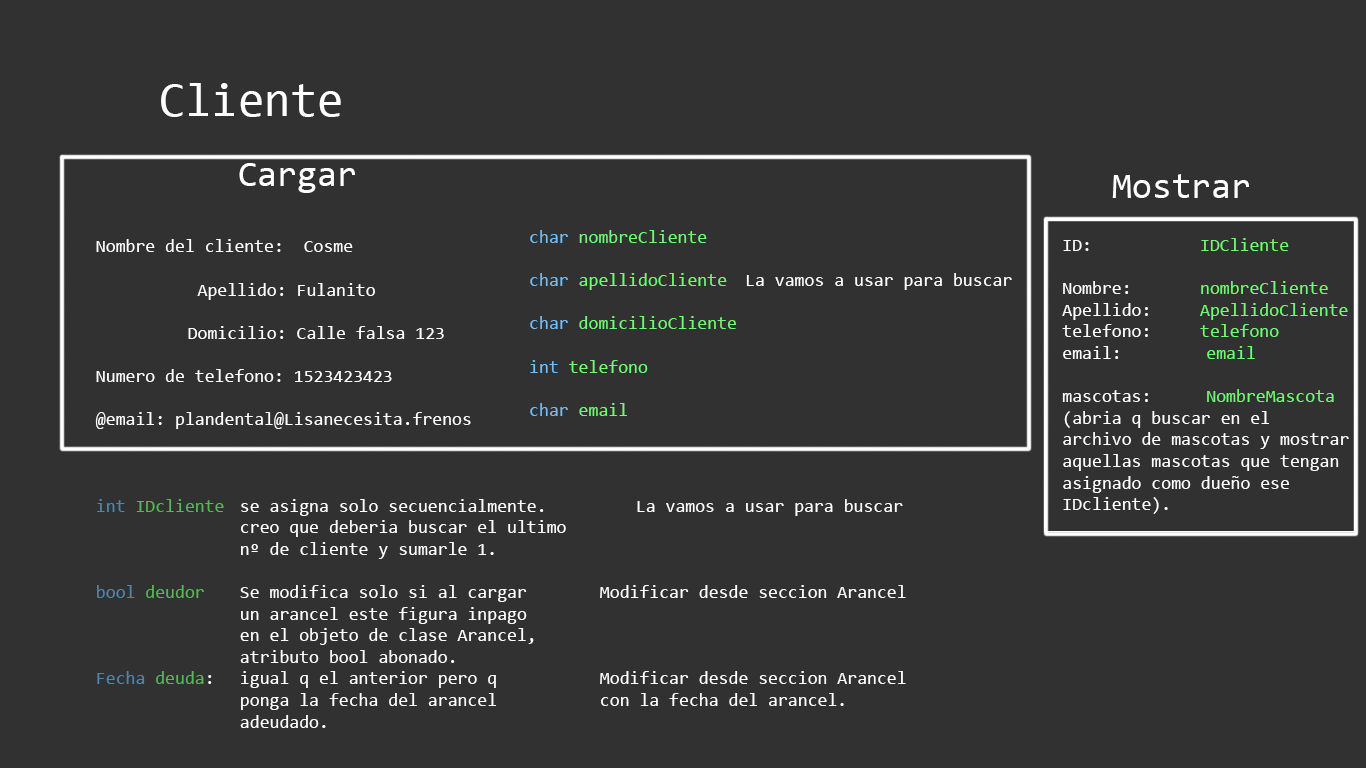 Cliente
Cargar
Nombre del cliente: Cosme
Apellido: Fulanito
Domicilio: Calle falsa 123
Numero de telefono: 1523423423
@email: plandental@Lisanecesita.frenos
char nombreCliente
char apellidoCliente La vamos a usar para buscar
char domicilioCliente
int telefono
char email
Mostrar
ID: IDCliente
Nombre: nombreCliente
Apellido: ApellidoCliente
telefono: telefono
email: email
mascotas: NombreMascota
(abria q buscar en el
archivo de mascotas y mostrar
aquellas mascotas que tengan
asignado como dueño ese
IDcliente).
int IDcliente se asigna solo secuencialmente. La vamos a usar para buscar
creo que deberia buscar el ultimo
nº de cliente y sumarle 1.
bool deudor Se modifica solo si al cargar Modificar desde seccion Arancel
un arancel este figura inpago
en el objeto de clase Arancel,
atributo bool abonado.
Fecha deuda: igual q el anterior pero q Modificar desde seccion Arancel
ponga la fecha del arancel con la fecha del arancel.
adeudado.